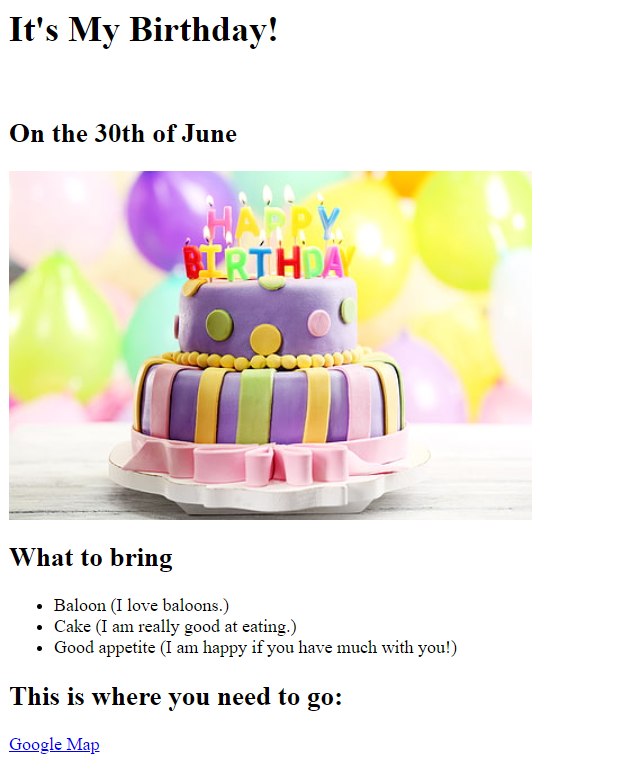 It's My Birthday!
On the 30th of June
HAPPY
BIRTHDAY
What to bring
Baloon (I love baloons.)
Cake (I am really good at eating.)
Good appetite (I am happy if you have much with you!)
This is where you need to go:
Google Map